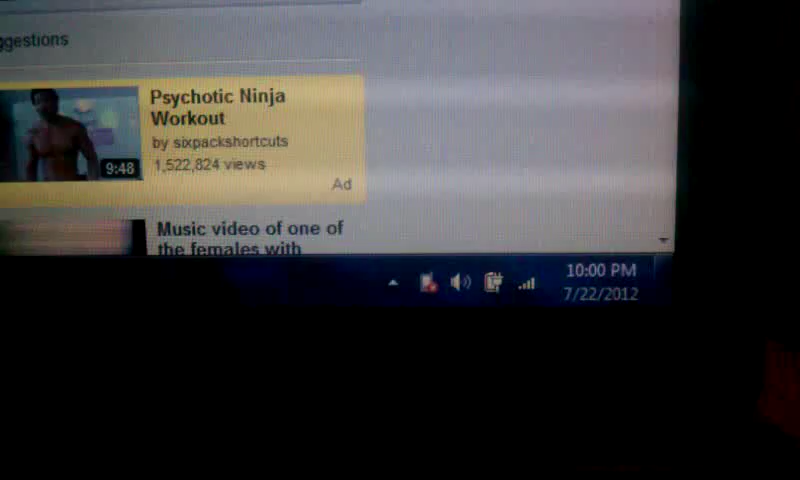 ggestions
Psychotic Ninja
Workout
by sixpackshortcuts
1,522,824 views
9:48
Ad
Music video of one of
the females with
10:00 PM
7/22/2012